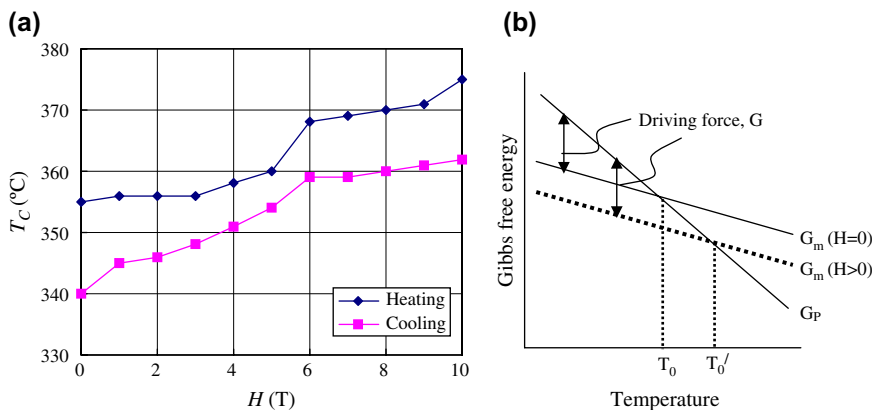 (a)
380
370
360
350
340
330
T_C (°C)
0 2 4 6 8 10
H (T)
Heating
Cooling
(b)
Gibbs free energy
Driving force, G
G_m (H=0)
G_m (H>0)
G_P
T_0 T_0^/
Temperature